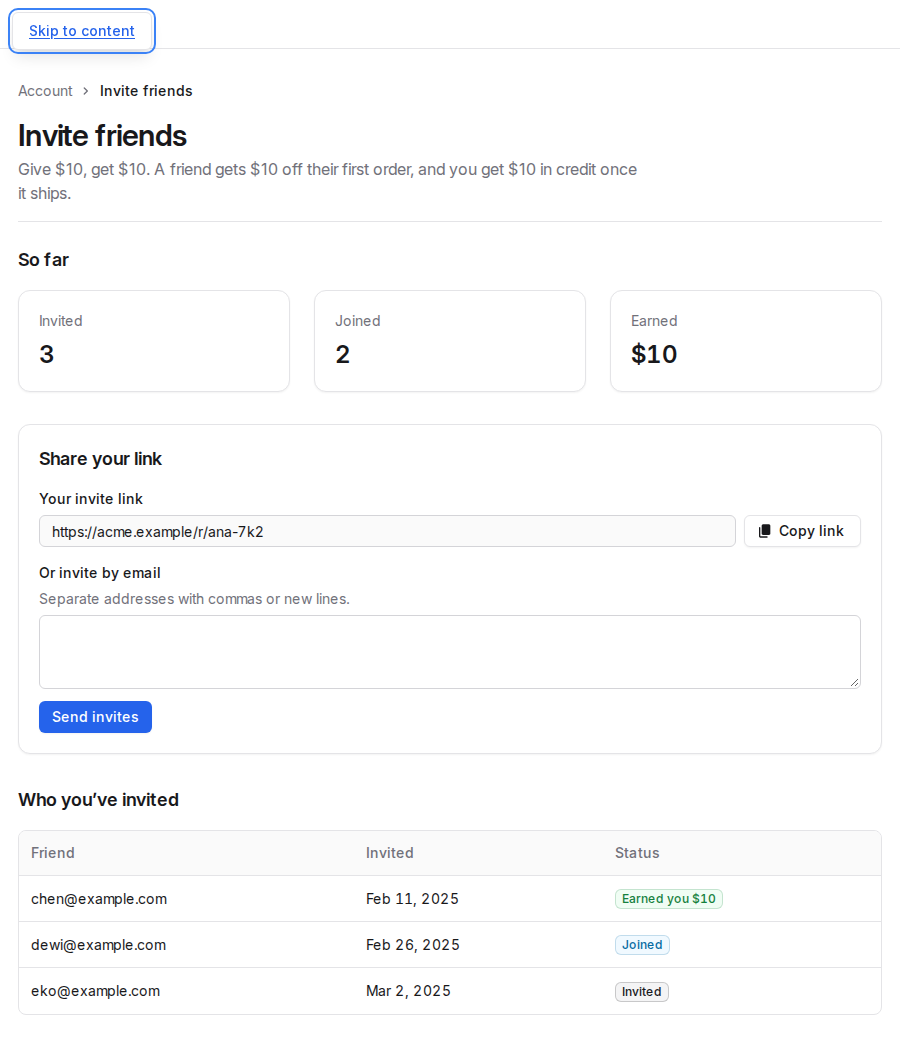 Skip to content
Account > Invite friends
Invite friends
Give $10, get $10. A friend gets $10 off their first order, and you get $10 in credit once
it ships.
So far
Invited
3
Joined
2
Earned
$10
Share your link
Your invite link
https://acme.example/r/ana-7k2
Copy link
Or invite by email
Separate addresses with commas or new lines.
Send invites
Who you’ve invited
Friend Invited Status
chen@example.com Feb 11, 2025 Earned you $10
dewi@example.com Feb 26, 2025 Joined
eko@example.com Mar 2, 2025 Invited